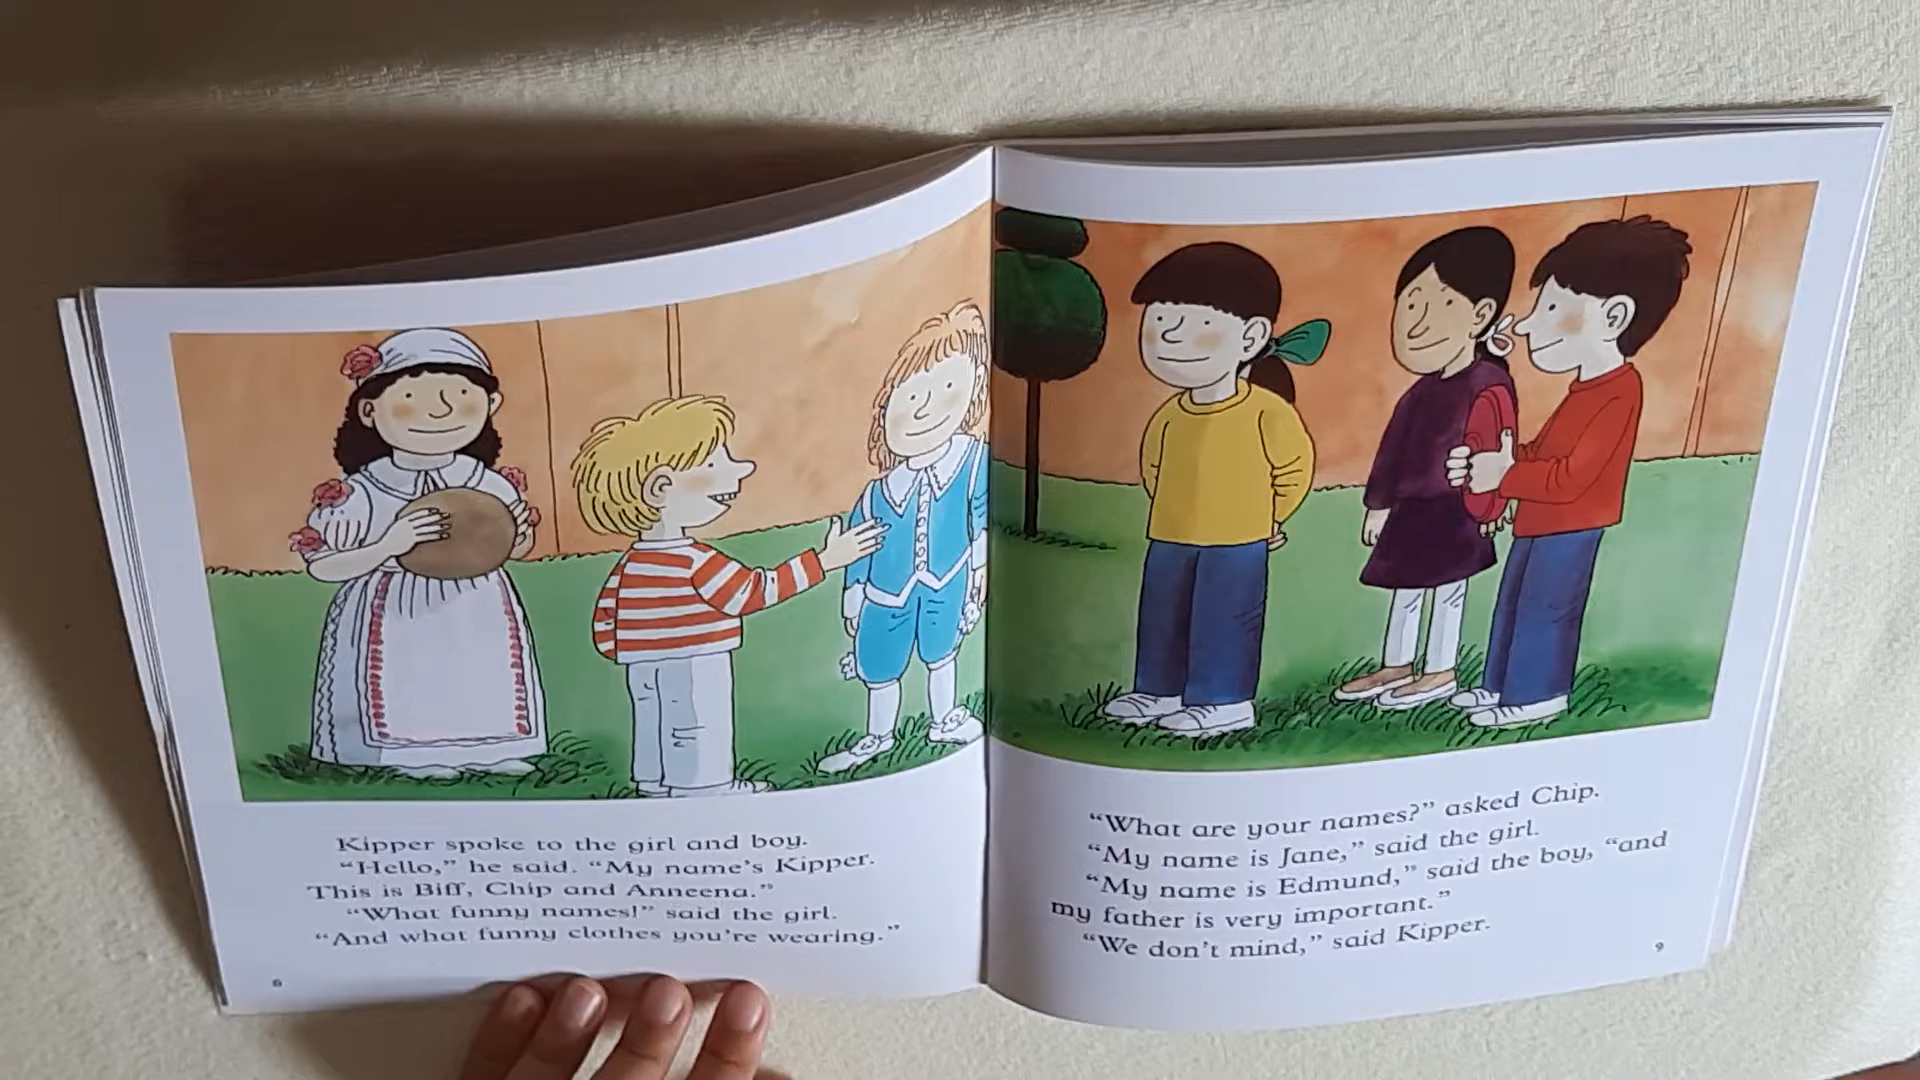 Kipper spoke to the girl and boy.
“Hello,” he said. “My name’s Kipper.
This is Biff, Chip and Anneena.”
“What funny names!” said the girl.
“And what funny clothes you’re wearing.”
8
“What are your names?” asked Chip.
“My name is Jane,” said the girl.
“My name is Edmund,” said the boy, “and
my father is very important.”
“We don’t mind,” said Kipper.
9